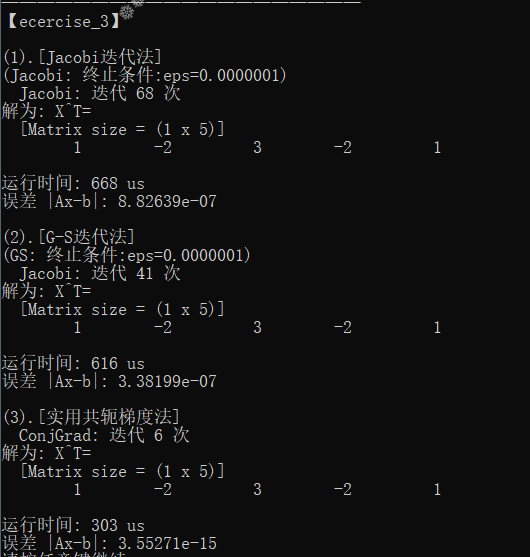 【ecercise_3】
(1).[Jacobi迭代法]
(Jacobi: 终止条件:eps=0.0000001)
Jacobi: 迭代 68 次
解为: X^T=
[Matrix size = (1 x 5)]
1 -2 3 -2 1
运行时间: 668 us
误差 |Ax-b|: 8.82639e-07
(2).[G-S迭代法]
(GS: 终止条件:eps=0.0000001)
Jacobi: 迭代 41 次
解为: X^T=
[Matrix size = (1 x 5)]
1 -2 3 -2 1
运行时间: 616 us
误差 |Ax-b|: 3.38199e-07
(3).[实用共轭梯度法]
ConjGrad: 迭代 6 次
解为: X^T=
[Matrix size = (1 x 5)]
1 -2 3 -2 1
运行时间: 303 us
误差 |Ax-b|: 3.55271e-15